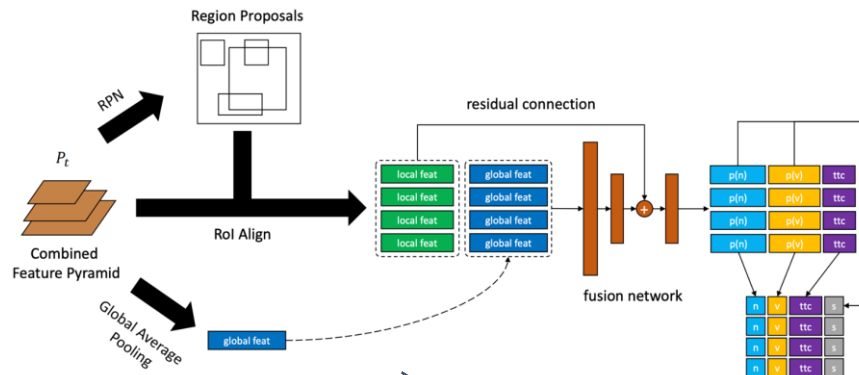 Region Proposals
RPN
residual connection
P_t
local feat global feat
local feat global feat
local feat global feat
local feat global feat
p(n) p(v) ttc
p(n) p(v) ttc
p(n) p(v) ttc
p(n) p(v) ttc
RoI Align
Combined
Feature Pyramid
+
fusion network
Global Average
Pooling
global feat
n v ttc s
n v ttc s
n v ttc s
n v ttc s